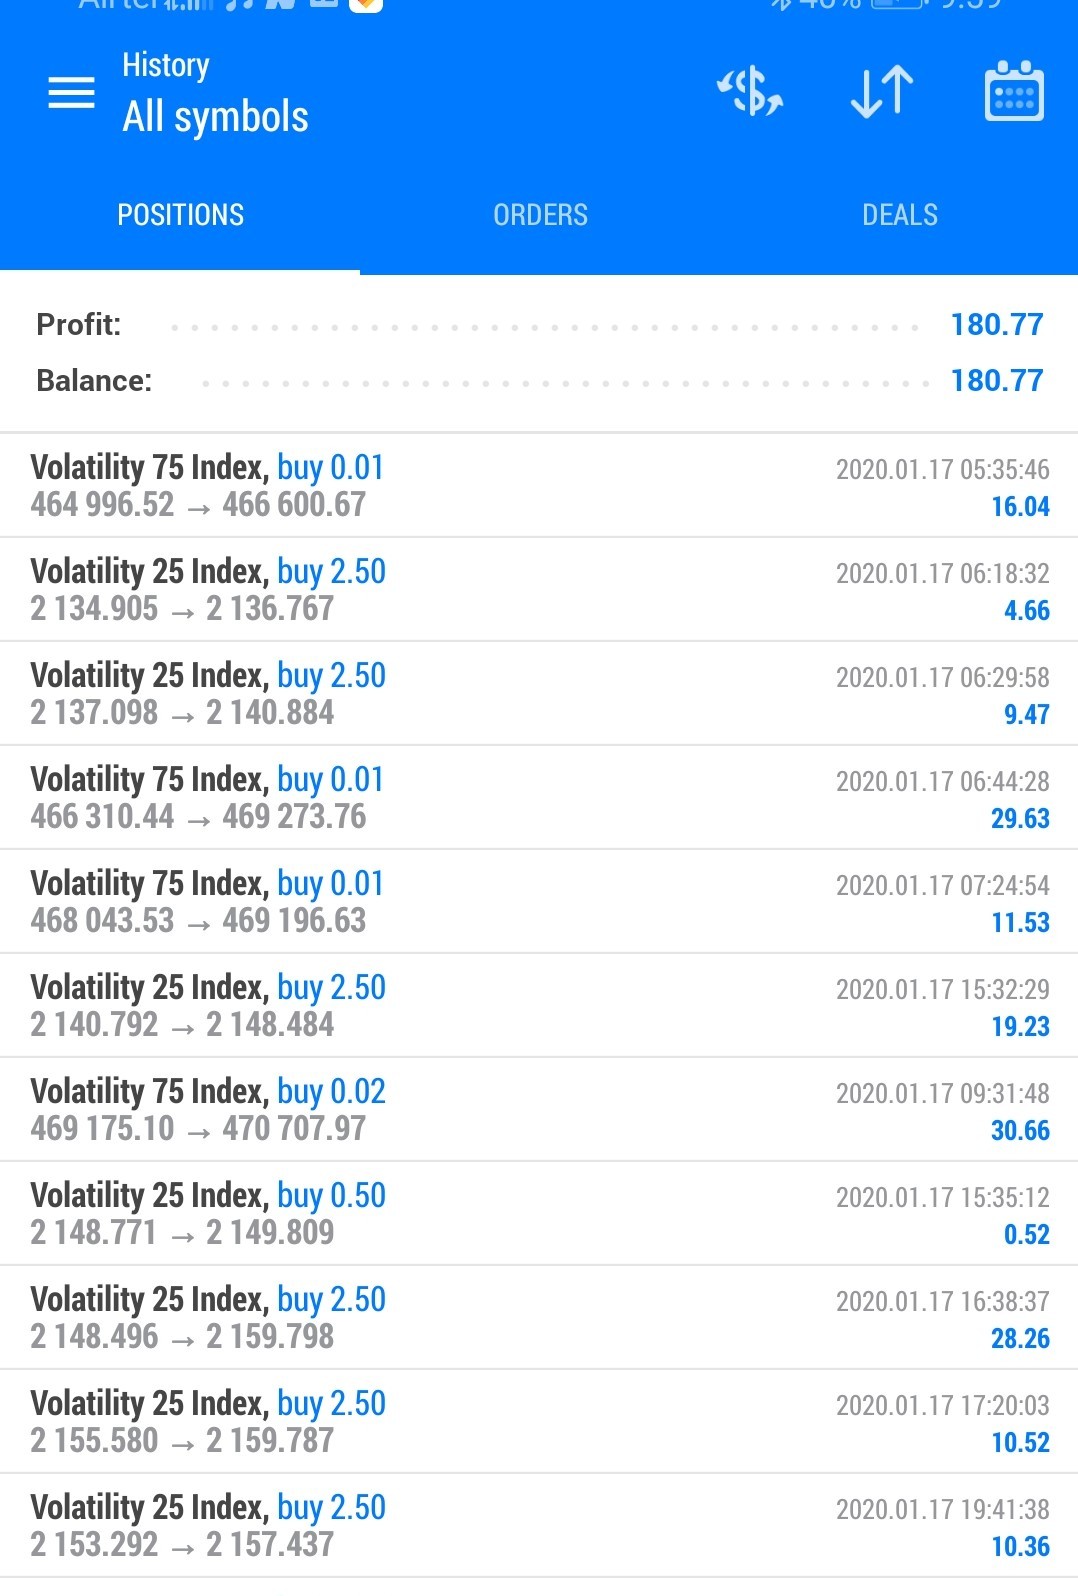 History
All symbols
POSITIONS ORDERS DEALS
Profit: 180.77
Balance: 180.77
Volatility 75 Index, buy 0.01 2020.01.17 05:35:46
464 996.52 → 466 600.67 16.04
Volatility 25 Index, buy 2.50 2020.01.17 06:18:32
2 134.905 → 2 136.767 4.66
Volatility 25 Index, buy 2.50 2020.01.17 06:29:58
2 137.098 → 2 140.884 9.47
Volatility 75 Index, buy 0.01 2020.01.17 06:44:28
466 310.44 → 469 273.76 29.63
Volatility 75 Index, buy 0.01 2020.01.17 07:24:54
468 043.53 → 469 196.63 11.53
Volatility 25 Index, buy 2.50 2020.01.17 15:32:29
2 140.792 → 2 148.484 19.23
Volatility 75 Index, buy 0.02 2020.01.17 09:31:48
469 175.10 → 470 707.97 30.66
Volatility 25 Index, buy 0.50 2020.01.17 15:35:12
2 148.771 → 2 149.809 0.52
Volatility 25 Index, buy 2.50 2020.01.17 16:38:37
2 148.496 → 2 159.798 28.26
Volatility 25 Index, buy 2.50 2020.01.17 17:20:03
2 155.580 → 2 159.787 10.52
Volatility 25 Index, buy 2.50 2020.01.17 19:41:38
2 153.292 → 2 157.437 10.36